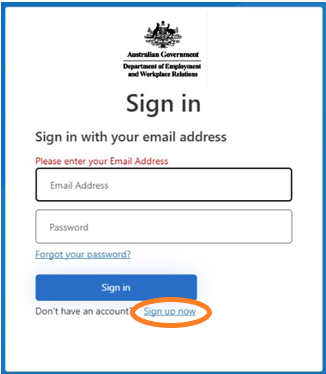 Australian Government
Department of Employment
and Workplace Relations
Sign in
Sign in with your email address
Please enter your Email Address
Email Address
Password
Forgot your password?
Sign in
Don't have an account? Sign up now